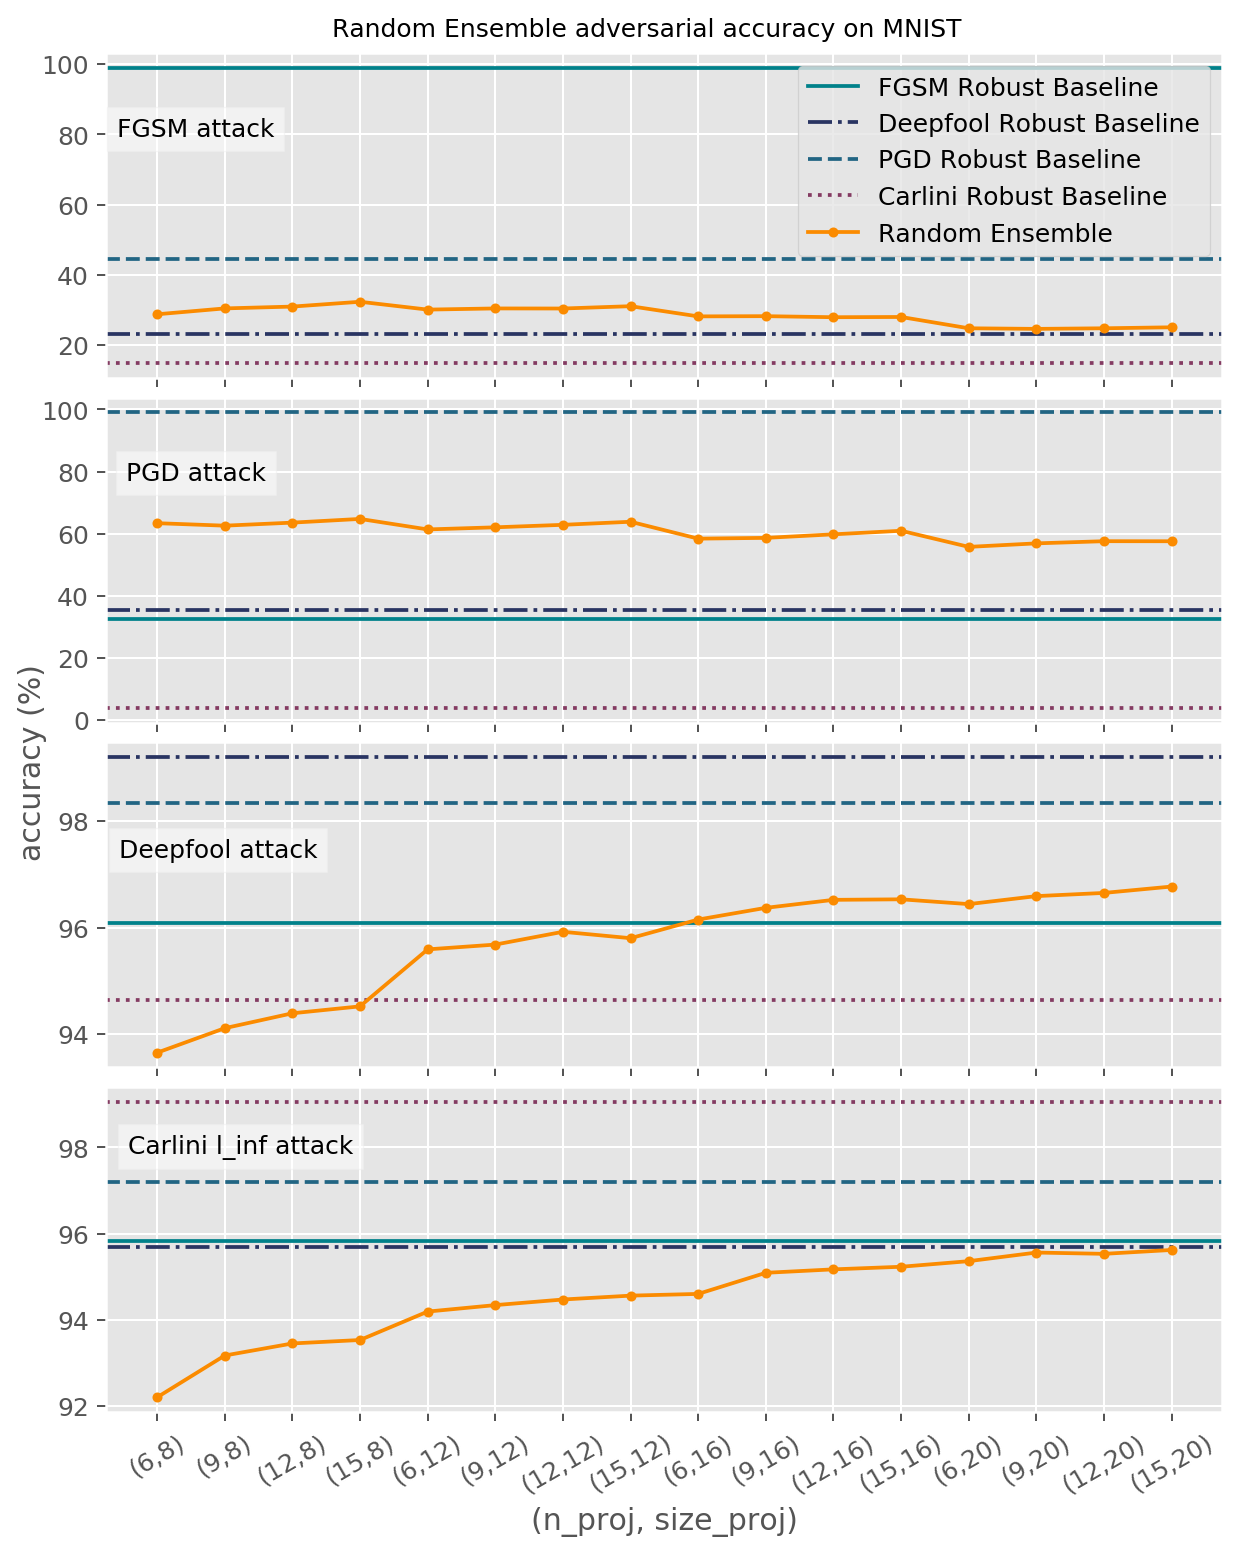 Random Ensemble adversarial accuracy on MNIST
100
80
60
40
20
FGSM attack
FGSM Robust Baseline
Deepfool Robust Baseline
PGD Robust Baseline
Carlini Robust Baseline
Random Ensemble
100
80
60
40
20
0
PGD attack
accuracy (%)
98
96
94
Deepfool attack
98
96
94
92
Carlini l_inf attack
(6,8) (9,8) (12,8) (15,8) (6,12) (9,12) (12,12) (15,12) (6,16) (9,16) (12,16) (15,16) (6,20) (9,20) (12,20) (15,20)
(n_proj, size_proj)